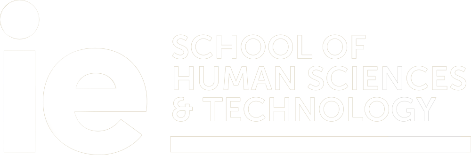 ie
SCHOOL OF
HUMAN SCIENCES
& TECHNOLOGY